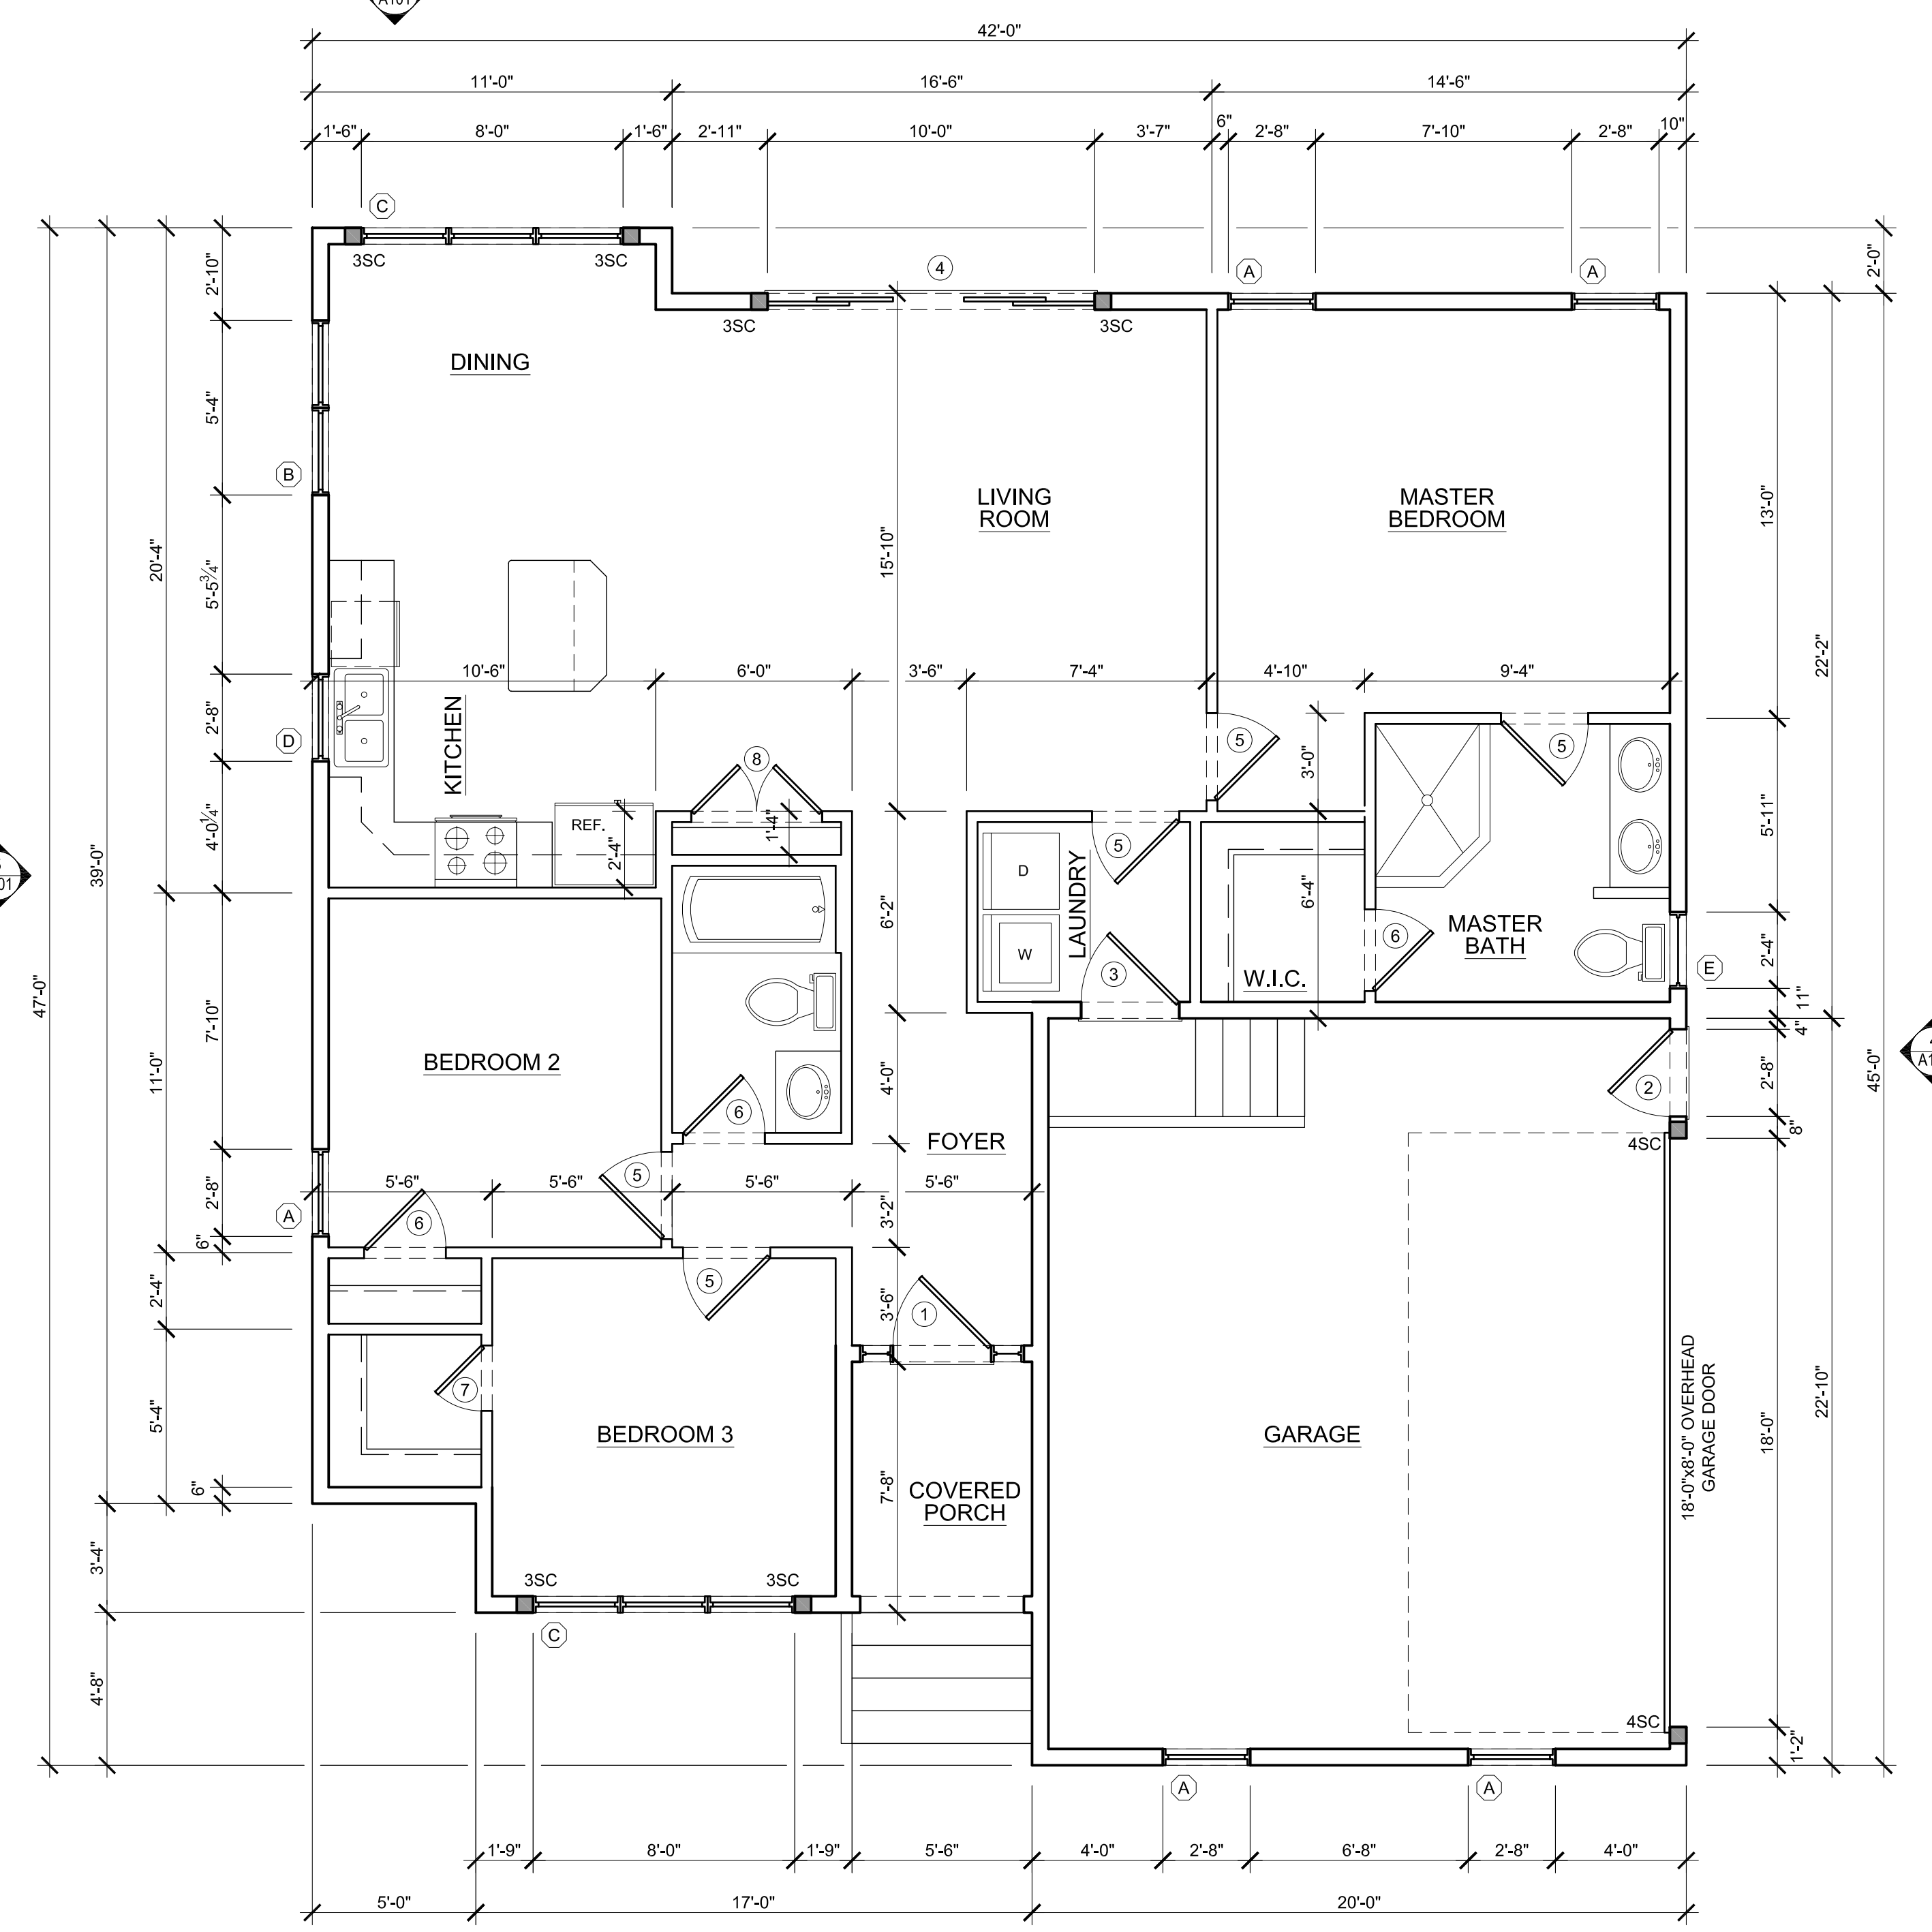 A101
42'-0"
11'-0" 16'-6" 14'-6"
1'-6" 8'-0" 1'-6" 2'-11" 10'-0" 3'-7" 6" 2'-8" 7'-10" 2'-8" 10"
C
3SC 3SC
4
A A
3SC 3SC
2'-0"
2'-10"
DINING
5'-4"
B
LIVING
ROOM
MASTER
BEDROOM
13'-0"
20'-4"
5'-5 3/4"
15'-10"
22'-2"
10'-6" 6'-0" 3'-6" 7'-4" 4'-10" 9'-4"
2'-8"
D
KITCHEN
8
5
5
3'-0"
4'-0 1/4"
REF.
2'-4"
1'-4"
5
5'-11"
39'-0"
D
LAUNDRY
6'-2"
6'-4"
W
3
W.I.C.
6
MASTER
BATH
2'-4"
E
11"
47'-0"
7'-10"
4"
45'-0"
A1
11'-0"
BEDROOM 2
4'-0"
2
2'-8"
6
FOYER
8"
4SC
5
5'-6" 5'-6" 5'-6" 5'-6"
2'-8"
A
6
3'-2"
6"
5
2'-4"
3'-6"
1
7
5'-4"
BEDROOM 3
GARAGE
18'-0"x8'-0" OVERHEAD
GARAGE DOOR
18'-0"
22'-10"
6"
7'-8"
COVERED
PORCH
3'-4"
3SC 3SC
C
4'-8"
4SC
1'-2"
A A
1'-9" 8'-0" 1'-9" 5'-6" 4'-0" 2'-8" 6'-8" 2'-8" 4'-0"
5'-0" 17'-0" 20'-0"